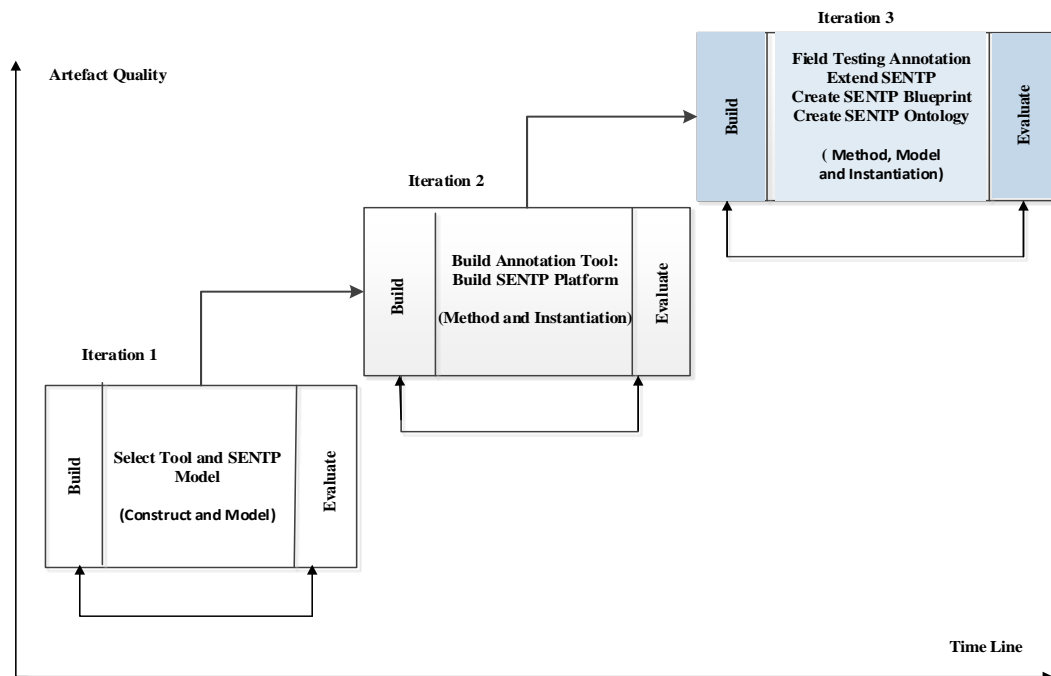 Iteration 3
Artefact Quality
Build
Field Testing Annotation
Extend SENTP
Create SENTP Blueprint
Create SENTP Ontology
( Method, Model
and Instantiation)
Evaluate
Iteration 2
Build
Build Annotation Tool:
Build SENTP Platform
(Method and Instantiation)
Evaluate
Iteration 1
Build
Select Tool and SENTP
Model
(Construct and Model)
Evaluate
Time Line